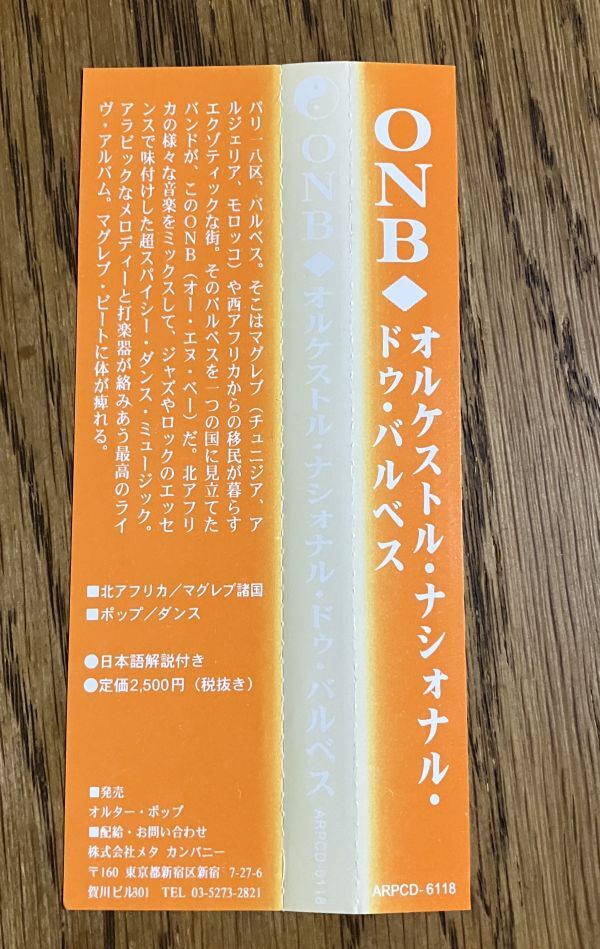 ONB◆オルケストル・ナショナル・
ドゥ・バルベス
ARPCD-6118
ONB◆オルケストル・ナショナル・ドゥ・バルベス
ARPCD-6118
パリ一八区、バルベス。そこはマグレブ（チュニジア、ア
ルジェリア、モロッコ）や西アフリカからの移民が暮らす
エクゾティックな街。そのバルベスを一つの国に見立てた
バンドが、このONB（オー・エヌ・ベー）だ。北アフリ
カの様々な音楽をミックスして、ジャズやロックのエッセ
ンスで味付けした超スパイシー・ダンス・ミュージック。
アラビックなメロディーと打楽器が絡みあう最高のライ
ヴ・アルバム。マグレブ・ビートに体が痺れる。
■北アフリカ／マグレブ諸国
■ポップ／ダンス
●日本語解説付き
●定価2,500円（税抜き）
■発売
オルター・ポップ
■配給・お問い合わせ
株式会社メタ カンパニー
〒160 東京都新宿区新宿 7-27-6
賀川ビル301 TEL 03-5273-2821